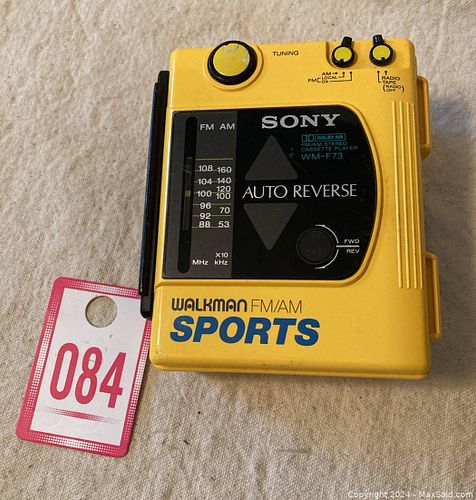 TUNING
AM
FM LOCAL
DX
RADIO
TAPE
(RADIO OFF)
SONY
FM AM
DOLBY NR
FM/AM STEREO
CASSETTE PLAYER
WM-F73
108 160
104 140
120
100 100
96 70
92
88 53
AUTO REVERSE
FWD
REV
X10
MHz kHz
WALKMAN FM/AM
SPORTS
084
Copyright 2024 - MaxSold.com